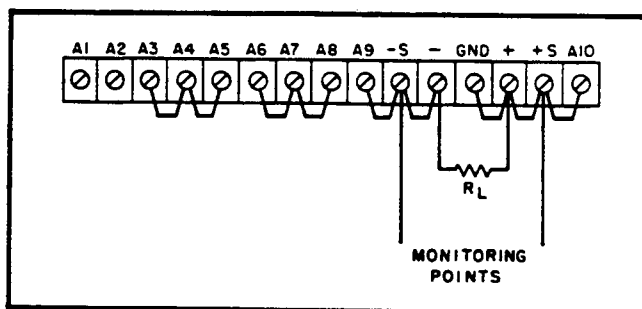 A1 A2 A3 A4 A5 A6 A7 A8 A9 -S - GND + +S A10
RL
MONITORING
POINTS